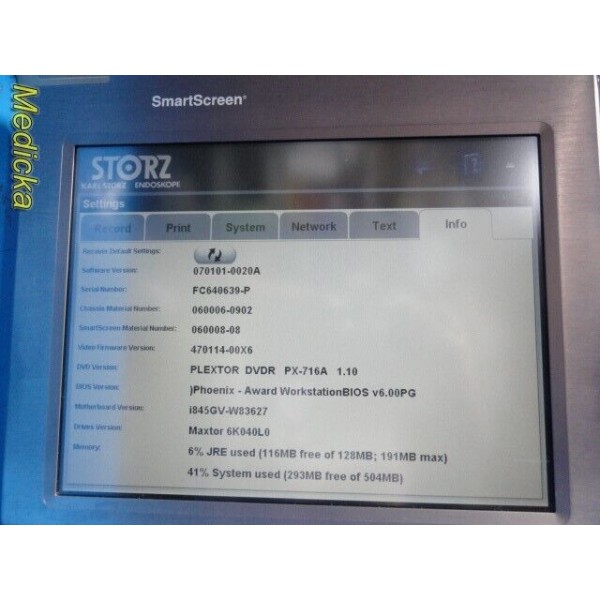 Medicka
SmartScreen®
STORZ
KARL STORZ — ENDOSKOPE
Settings
Record Print System Network Text Info
Recover Default Settings:
Software Version: 070101-0020A
Serial Number: FC640639-P
Chassis Material Number: 060006-0902
SmartScreen Material Number: 060008-08
Video Firmware Version: 470114-00X6
DVD Version: PLEXTOR DVDR PX-716A 1.10
BIOS Version: )Phoenix - Award WorkstationBIOS v6.00PG
Motherboard Version: i845GV-W83627
Drives Version: Maxtor 6K040L0
Memory: 6% JRE used (116MB free of 128MB; 191MB max)
41% System used (293MB free of 504MB)